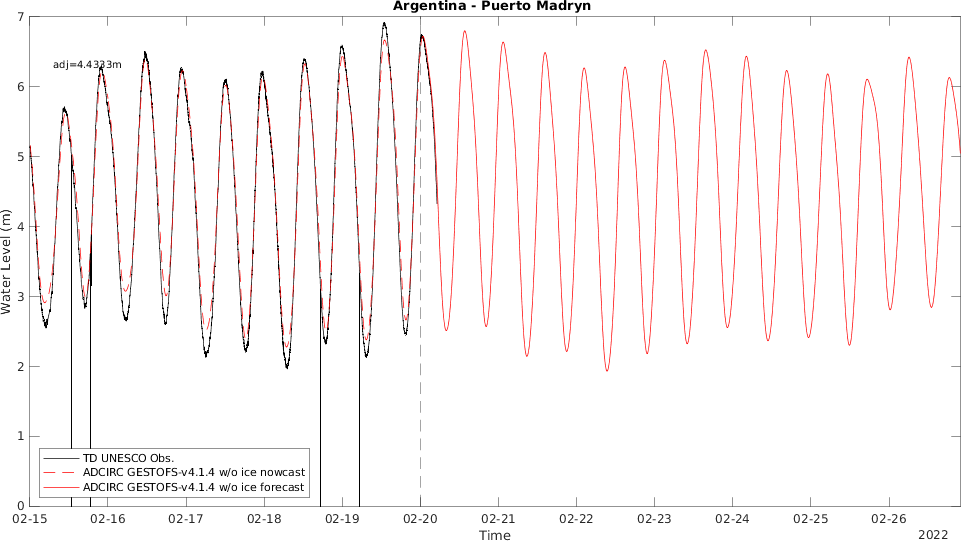 Argentina - Puerto Madryn
7
6
5
4
3
2
1
0
Water Level (m)
adj=4.4333m
TD UNESCO Obs.
ADCIRC GESTOFS-v4.1.4 w/o ice nowcast
ADCIRC GESTOFS-v4.1.4 w/o ice forecast
02-15 02-16 02-17 02-18 02-19 02-20 02-21 02-22 02-23 02-24 02-25 02-26
Time
2022